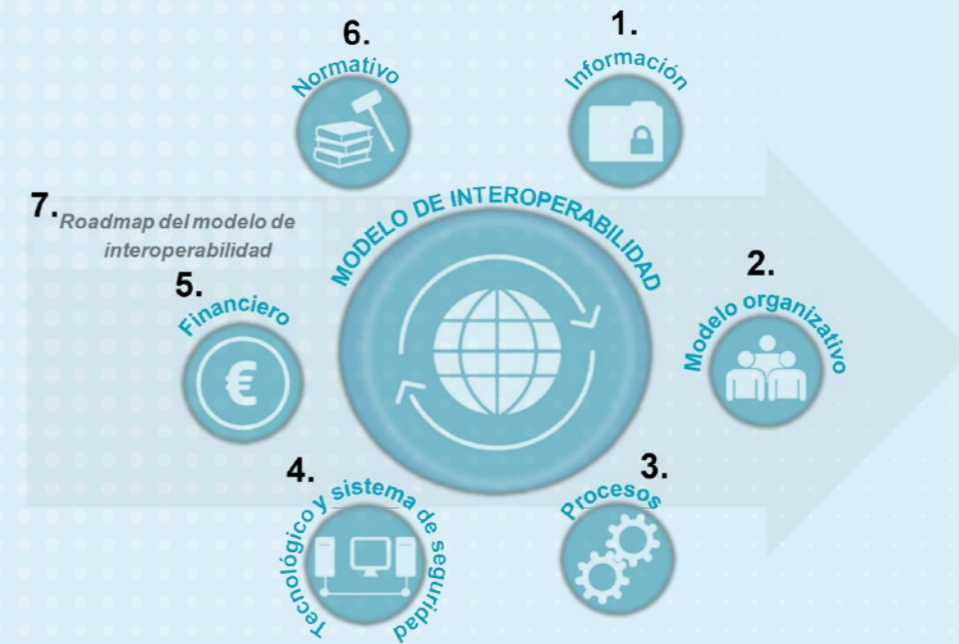 6.
Normativo
1.
Información
7.
Roadmap del modelo de
interoperabilidad
MODELO DE INTEROPERABILIDAD
5.
Financiero
€
2.
Modelo organizativo
4.
Tecnológico y sistema de seguridad
3.
Procesos